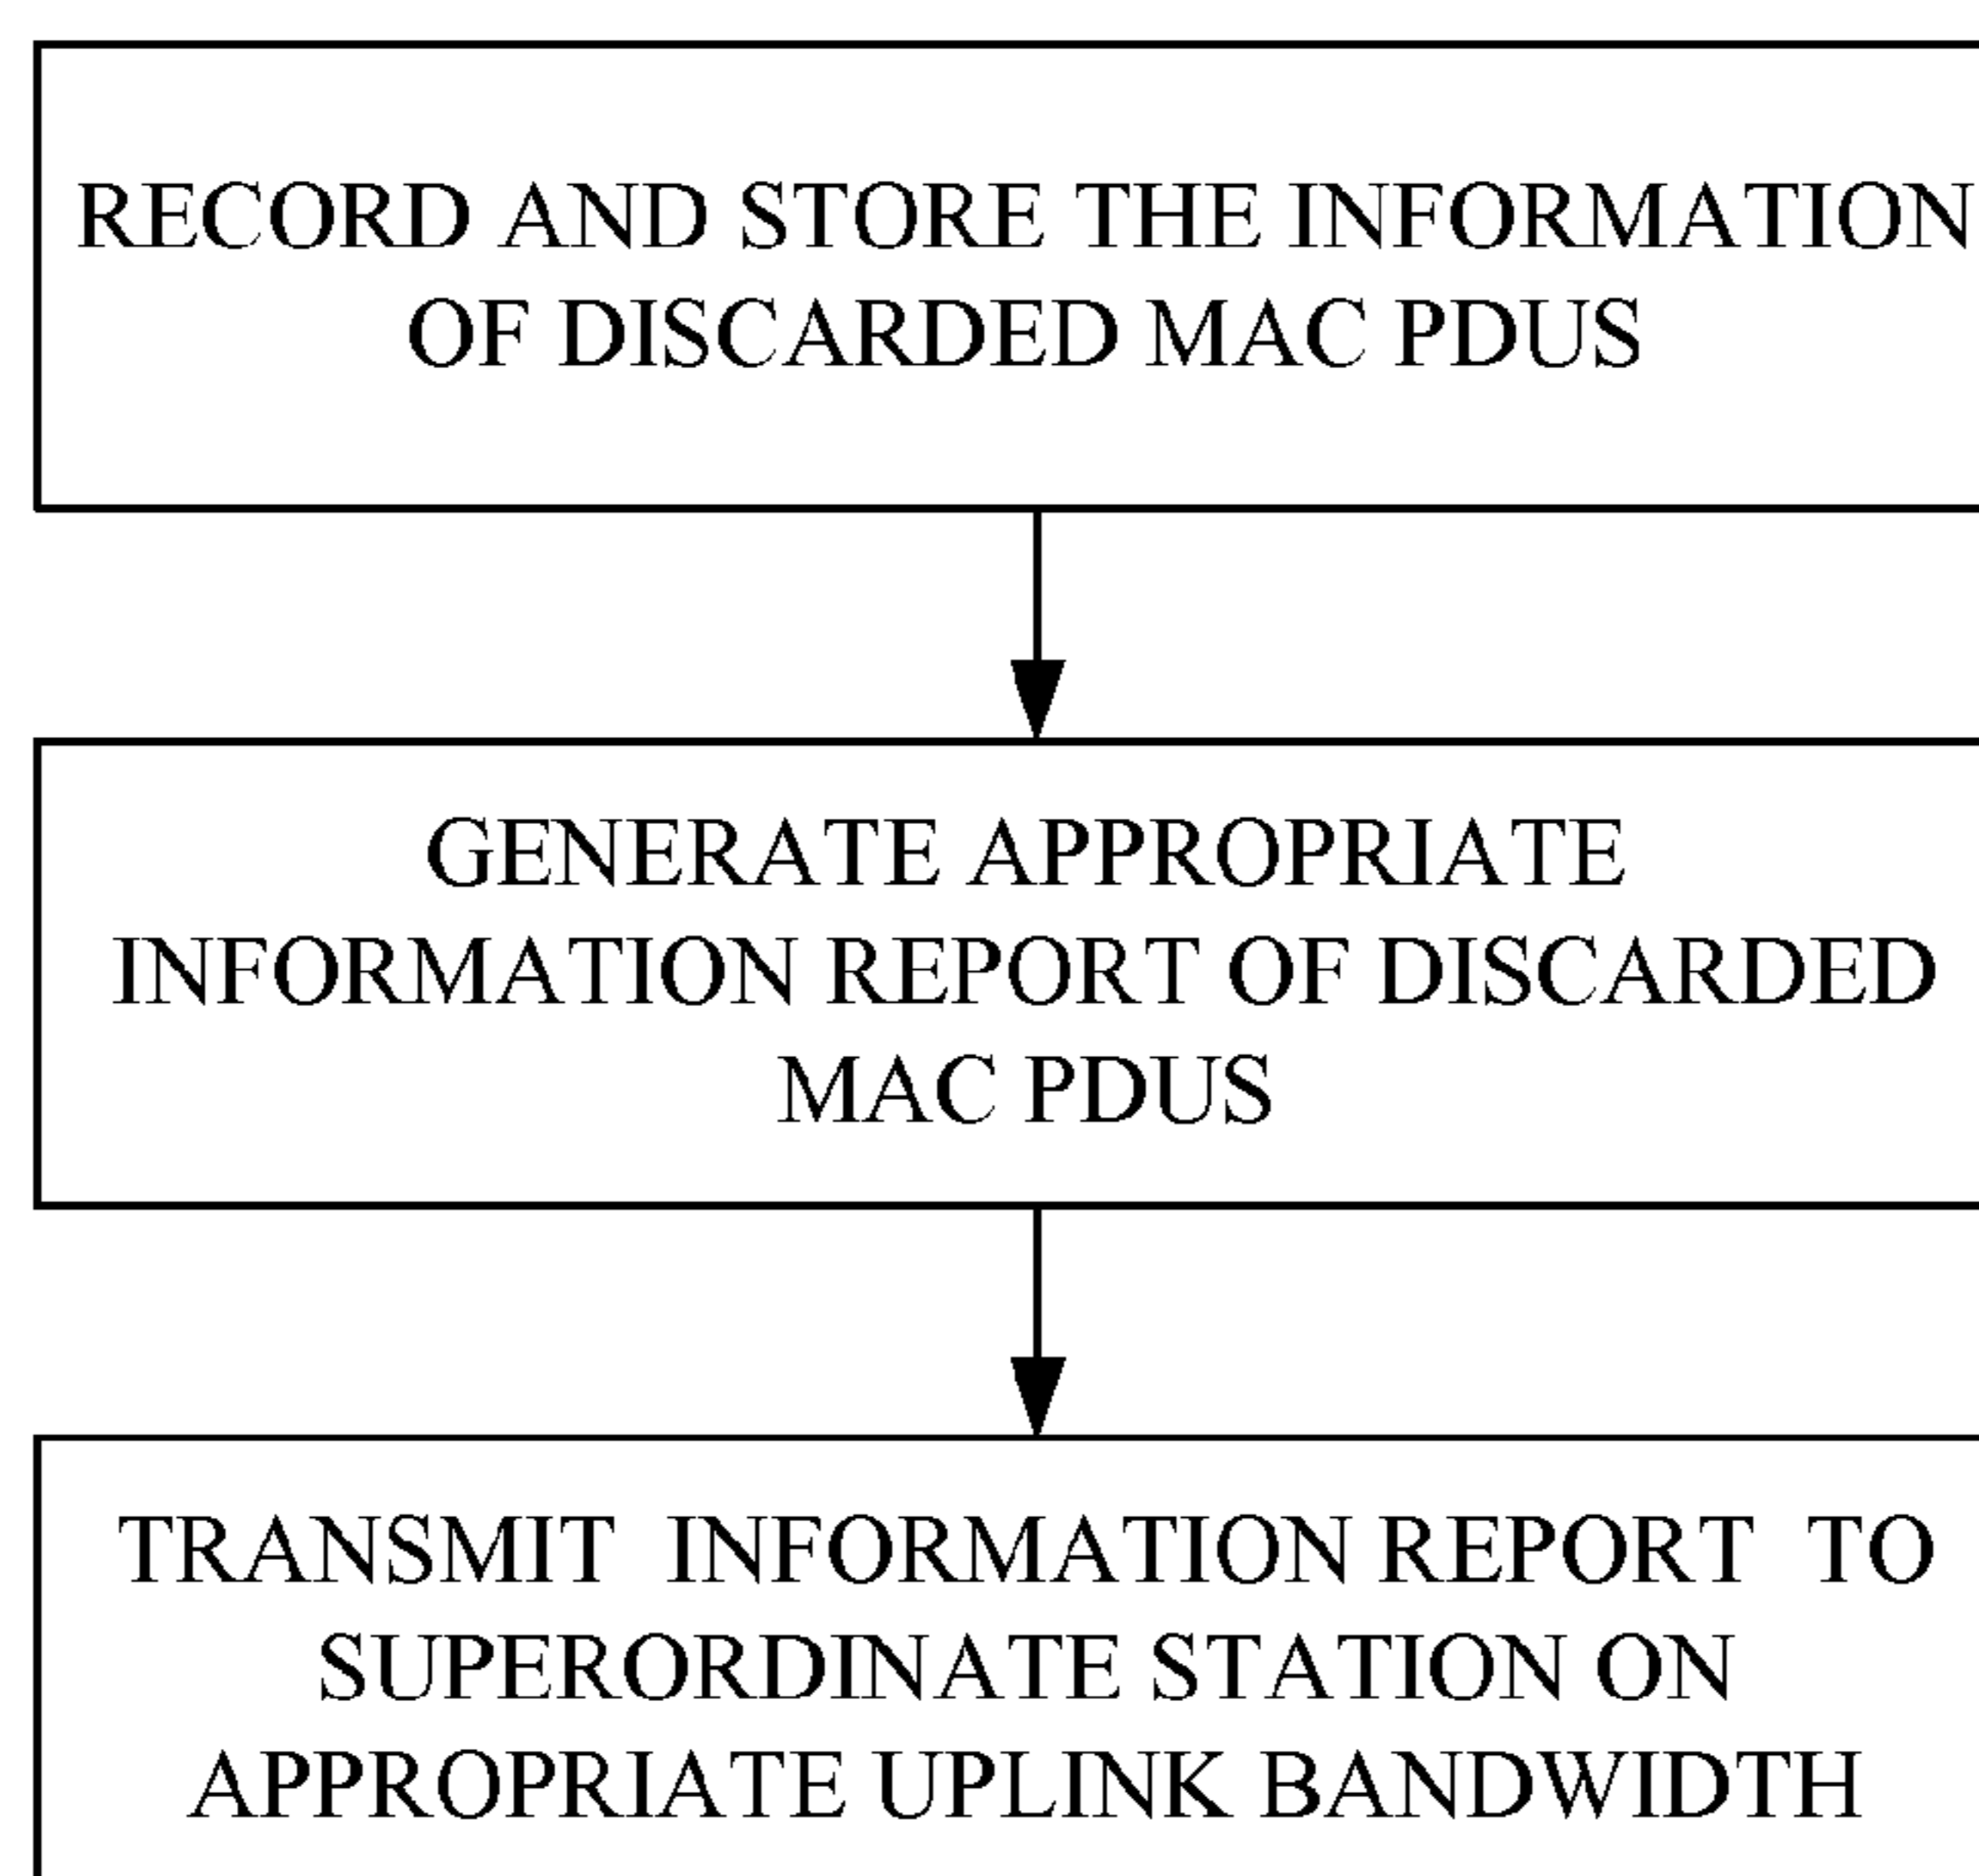 RECORD AND STORE THE INFORMATION
OF DISCARDED MAC PDUS
GENERATE APPROPRIATE
INFORMATION REPORT OF DISCARDED
MAC PDUS
TRANSMIT INFORMATION REPORT TO
SUPERORDINATE STATION ON
APPROPRIATE UPLINK BANDWIDTH